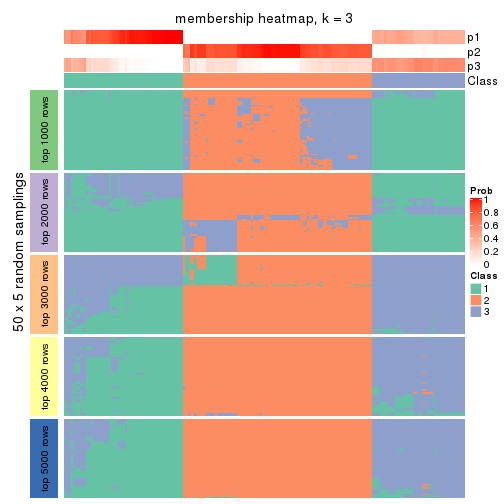 membership heatmap, k = 3
p1
p2
p3
Class
50 x 5 random samplings
top 1000 rows
top 2000 rows
top 3000 rows
top 4000 rows
top 5000 rows
Prob
1
0.8
0.6
0.4
0.2
0
Class
1
2
3